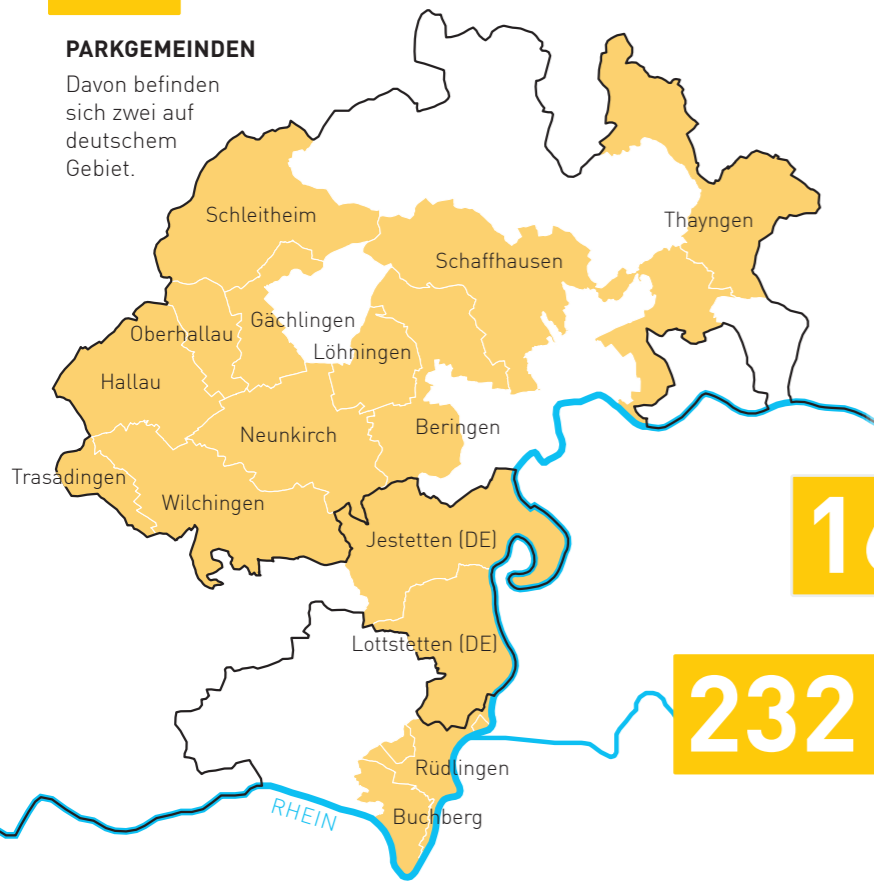 PARKGEMEINDEN
Davon befinden
sich zwei auf
deutschem
Gebiet.
Schleitheim
Thayngen
Schaffhausen
Gächlingen
Oberhallau
Löhningen
Hallau
Beringen
Neunkirch
Trasadingen
Wilchingen
Jestetten (DE)
Lottstetten (DE)
232
Rüdlingen
RHEIN
Buchberg